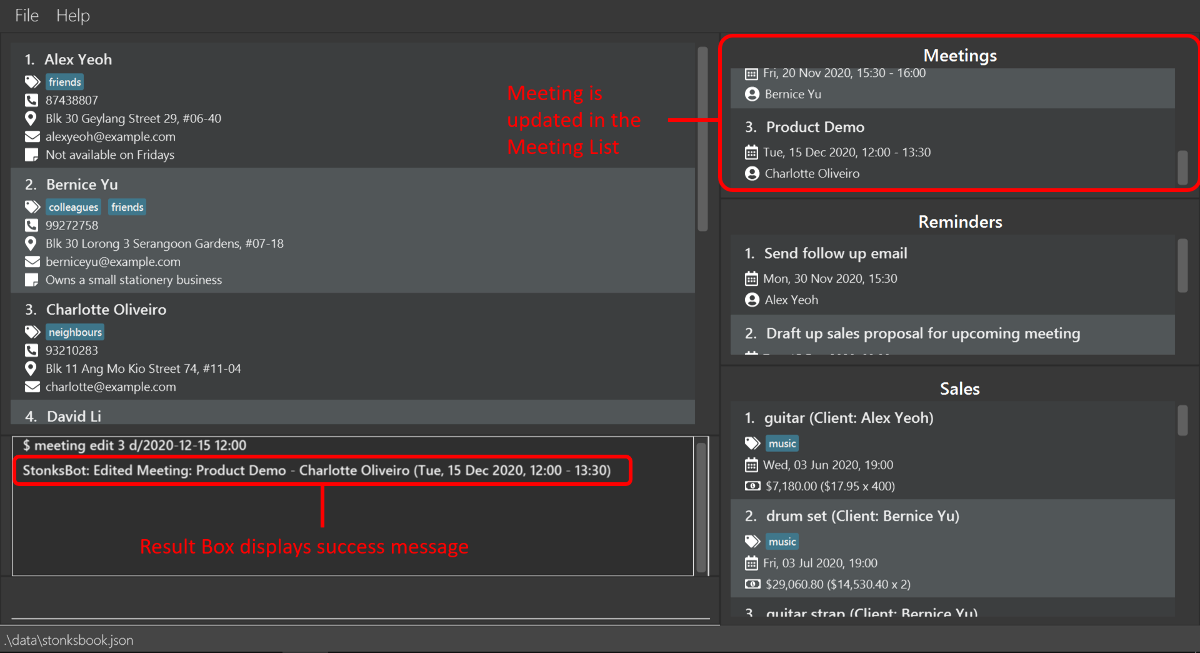 File Help
1. Alex Yeoh
friends
87438807
Blk 30 Geylang Street 29, #06-40
alexyeoh@example.com
Not available on Fridays
2. Bernice Yu
colleagues friends
99272758
Blk 30 Lorong 3 Serangoon Gardens, #07-18
berniceyu@example.com
Owns a small stationery business
3. Charlotte Oliveiro
neighbours
93210283
Blk 11 Ang Mo Kio Street 74, #11-04
charlotte@example.com
4. David Li
Meeting is
updated in the
Meeting List
$ meeting edit 3 d/2020-12-15 12:00
StonksBot: Edited Meeting: Product Demo - Charlotte Oliveiro (Tue, 15 Dec 2020, 12:00 - 13:30)
Result Box displays success message
Meetings
Fri, 20 Nov 2020, 15:30 - 16:00
Bernice Yu
3. Product Demo
Tue, 15 Dec 2020, 12:00 - 13:30
Charlotte Oliveiro
Reminders
1. Send follow up email
Mon, 30 Nov 2020, 15:30
Alex Yeoh
2. Draft up sales proposal for upcoming meeting
Sales
1. guitar (Client: Alex Yeoh)
music
Wed, 03 Jun 2020, 19:00
$7,180.00 ($17.95 x 400)
2. drum set (Client: Bernice Yu)
music
Fri, 03 Jul 2020, 19:00
$29,060.80 ($14,530.40 x 2)
3. guitar strap (Client: Bernice Yu)
.\data\stonksbook.json